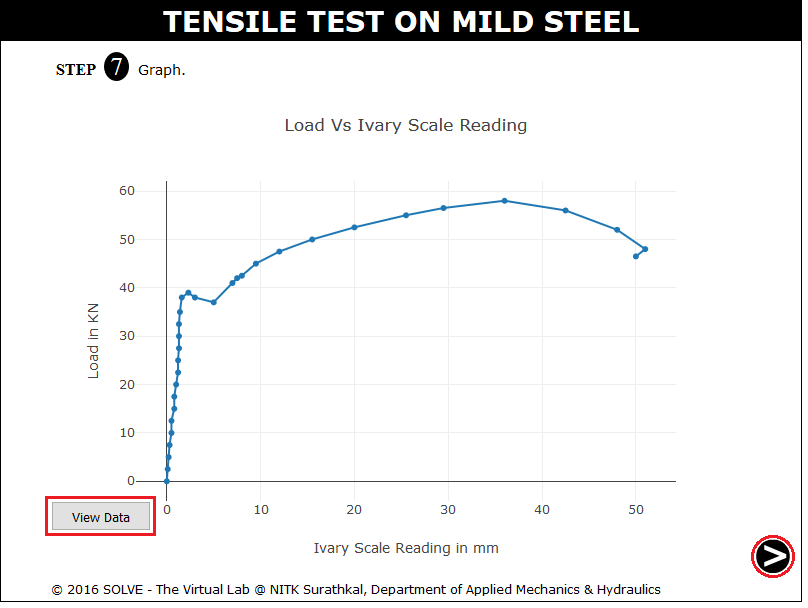 TENSILE TEST ON MILD STEEL
STEP 7 Graph.
Load Vs Ivary Scale Reading
60
50
40
30
20
10
0
Load in KN
0 10 20 30 40 50
View Data
Ivary Scale Reading in mm
>
© 2016 SOLVE - The Virtual Lab @ NITK Surathkal, Department of Applied Mechanics & Hydraulics